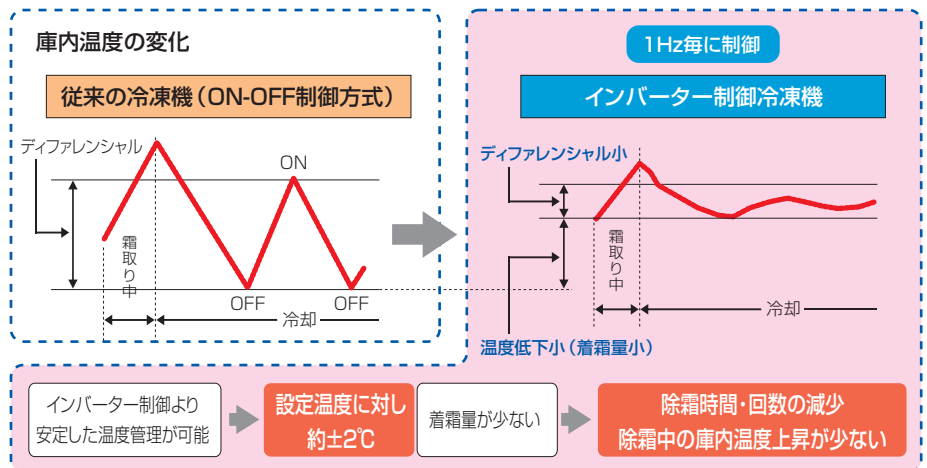 庫内温度の変化
従来の冷凍機（ON-OFF制御方式）
ディファレンシャル
ON
霜取り中
OFF
OFF
冷却
1Hz毎に制御
インバーター制御冷凍機
ディファレンシャル小
霜取り中
冷却
温度低下小（着霜量小）
インバーター制御より
安定した温度管理が可能
設定温度に対し
約±2℃
着霜量が少ない
除霜時間・回数の減少
除霜中の庫内温度上昇が少ない